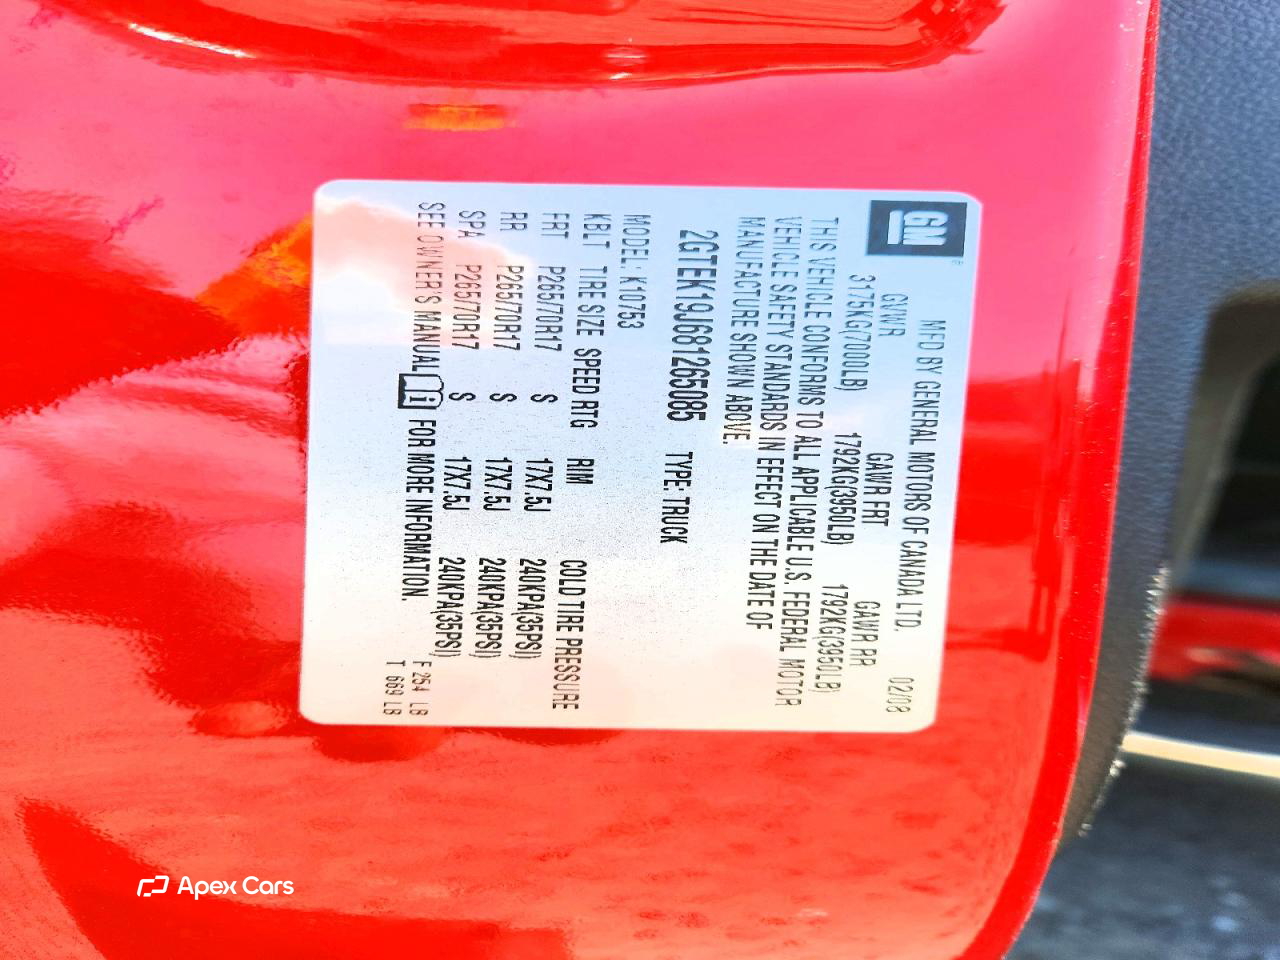 GM
MFD BY GENERAL MOTORS OF CANADA LTD.
02/08
GVWR GAWR FRT GAWR RR
3175KG(7000LB) 1792KG(3950LB) 1792KG(3950LB)
THIS VEHICLE CONFORMS TO ALL APPLICABLE U.S. FEDERAL MOTOR
VEHICLE SAFETY STANDARDS IN EFFECT ON THE DATE OF
MANUFACTURE SHOWN ABOVE.
2GTEK19J681265085 TYPE: TRUCK
MODEL: K10753
KBLT TIRE SIZE SPEED RTG RIM COLD TIRE PRESSURE
FRT P265/70R17 S 17X7.5J 240KPA(35PSI)
RR P265/70R17 S 17X7.5J 240KPA(35PSI)
SPA P265/70R17 S 17X7.5J 240KPA(35PSI)
SEE OWNER'S MANUAL i FOR MORE INFORMATION.
F 254 LB
T 669 LB
Apex Cars